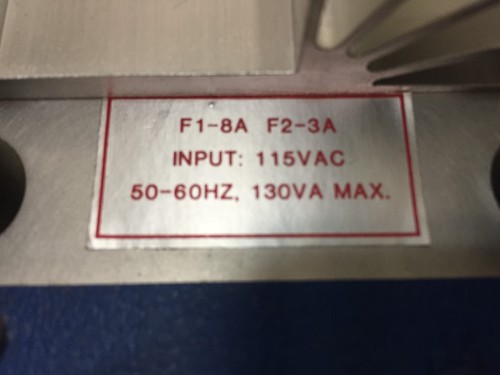 F1-8A F2-3A
INPUT: 115VAC
50-60HZ, 130VA MAX.